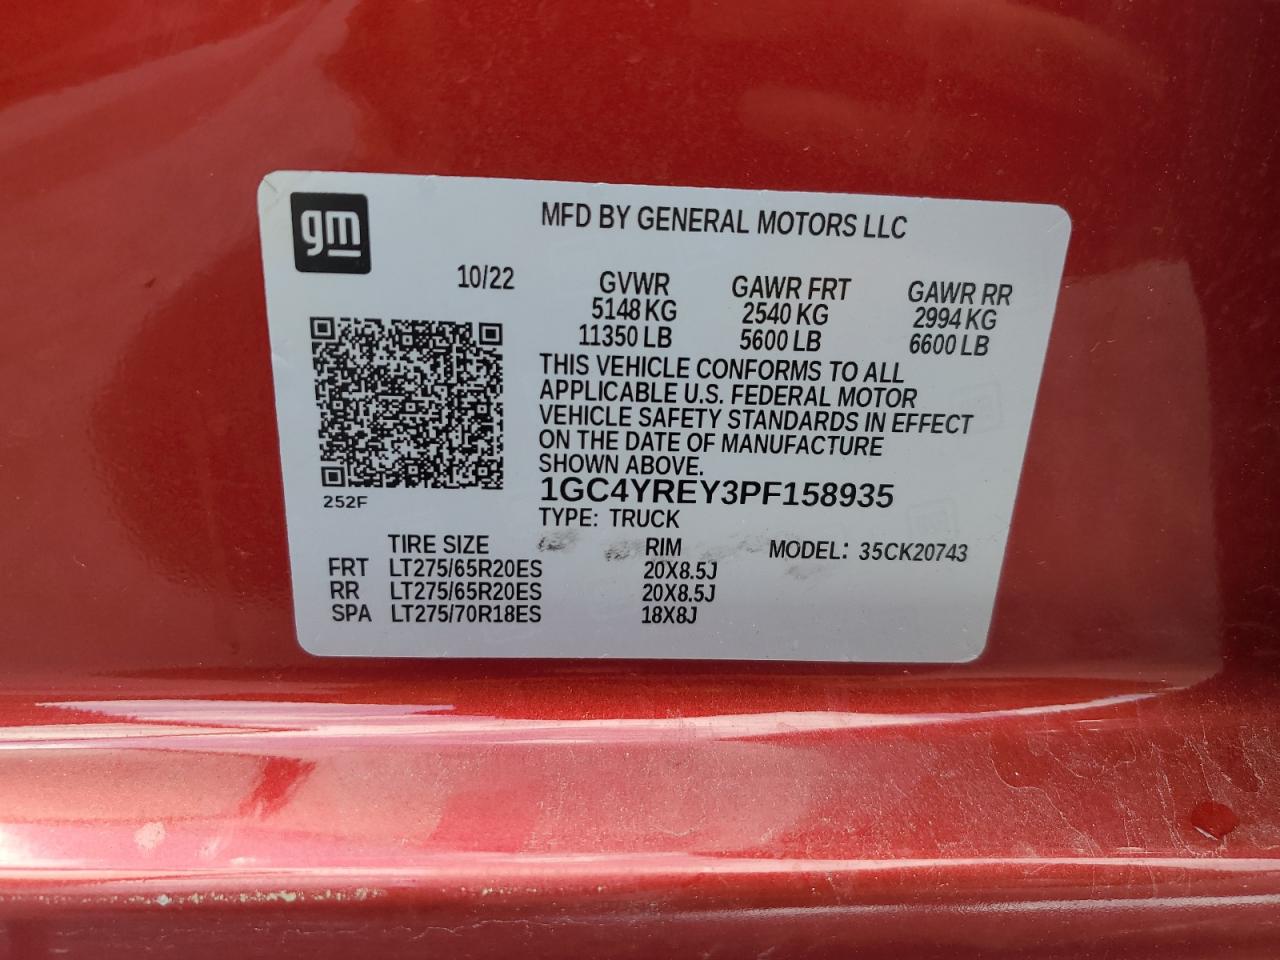 gm
MFD BY GENERAL MOTORS LLC
10/22 GVWR GAWR FRT GAWR RR
5148 KG 2540 KG 2994 KG
11350 LB 5600 LB 6600 LB
THIS VEHICLE CONFORMS TO ALL
APPLICABLE U.S. FEDERAL MOTOR
VEHICLE SAFETY STANDARDS IN EFFECT
ON THE DATE OF MANUFACTURE
SHOWN ABOVE.
252F
1GC4YREY3PF158935
TYPE: TRUCK
TIRE SIZE RIM MODEL: 35CK20743
FRT LT275/65R20ES 20X8.5J
RR LT275/65R20ES 20X8.5J
SPA LT275/70R18ES 18X8J